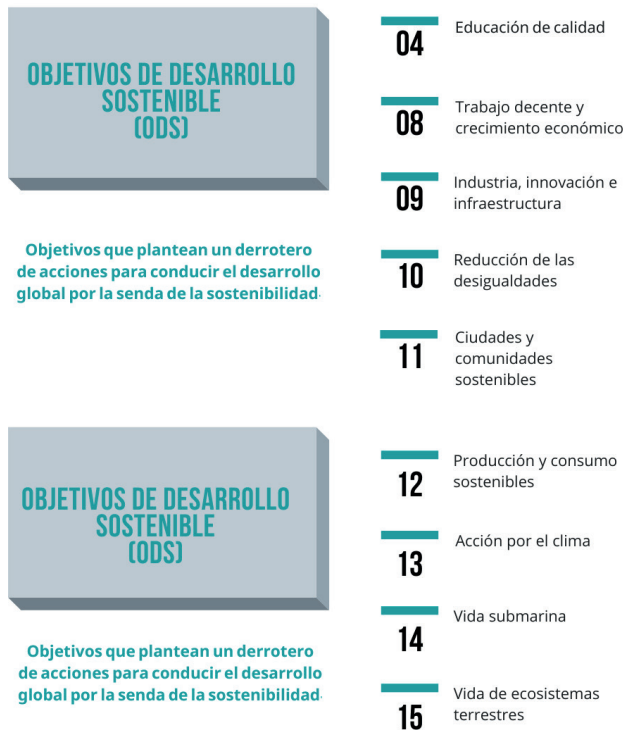 OBJETIVOS DE DESARROLLO
SOSTENIBLE
(ODS)
Objetivos que plantean un derrotero
de acciones para conducir el desarrollo
global por la senda de la sostenibilidad.
04
Educación de calidad
08
Trabajo decente y
crecimiento económico
09
Industria, innovación e
infraestructura
10
Reducción de las
desigualdades
11
Ciudades y
comunidades
sostenibles
OBJETIVOS DE DESARROLLO
SOSTENIBLE
(ODS)
Objetivos que plantean un derrotero
de acciones para conducir el desarrollo
global por la senda de la sostenibilidad.
12
Producción y consumo
sostenibles
13
Acción por el clima
14
Vida submarina
15
Vida de ecosistemas
terrestres